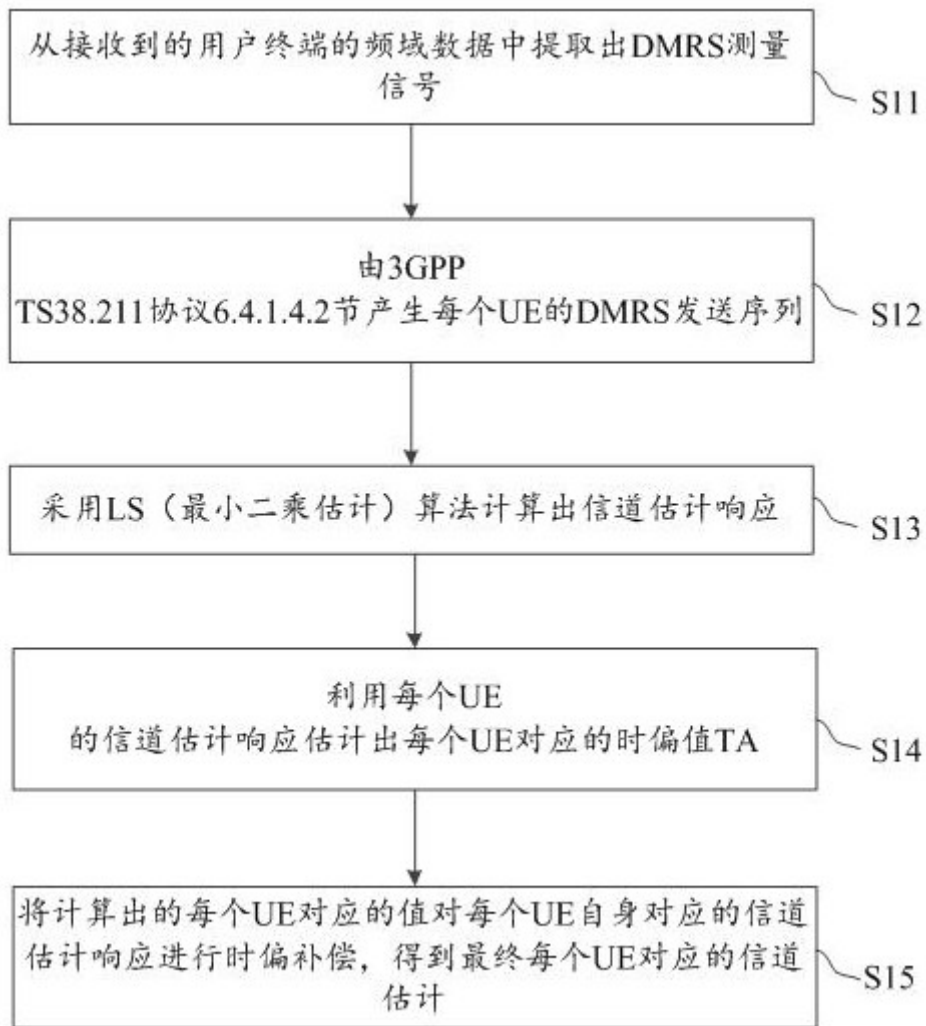 从接收到的用户终端的频域数据中提取出DMRS测量
信号
S11
由3GPP
TS38.211协议6.4.1.4.2节产生每个UE的DMRS发送序列
S12
采用LS（最小二乘估计）算法计算出信道估计响应
S13
利用每个UE
的信道估计响应估计出每个UE对应的时偏值TA
S14
将计算出的每个UE对应的值对每个UE自身对应的信道
估计响应进行时偏补偿，得到最终每个UE对应的信道
估计
S15